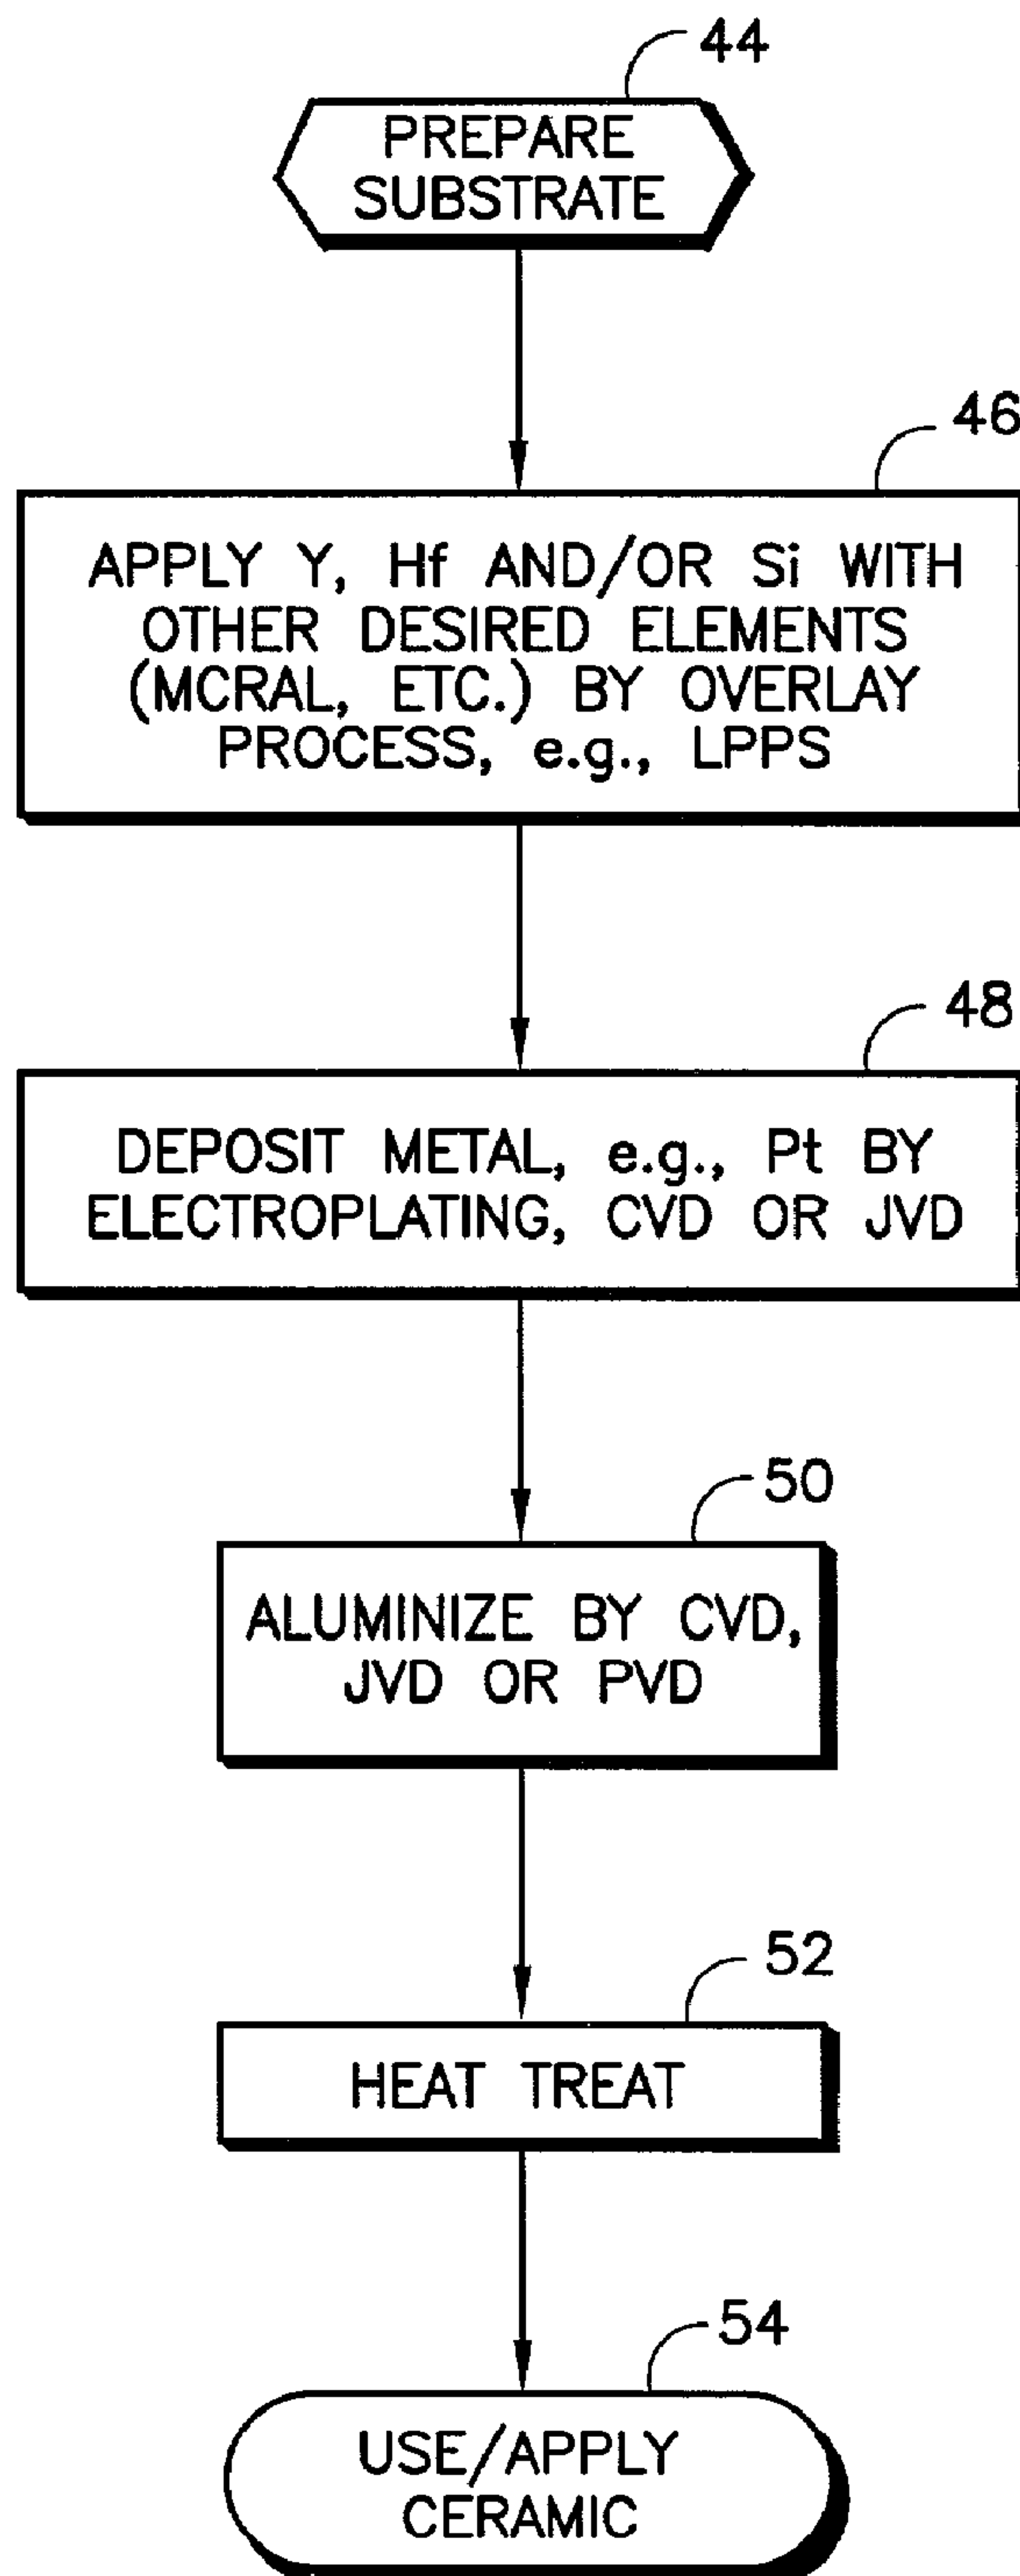 44
PREPARE
SUBSTRATE
46
APPLY Y, Hf AND/OR Si WITH
OTHER DESIRED ELEMENTS
(MCRAL, ETC.) BY OVERLAY
PROCESS, e.g., LPPS
48
DEPOSIT METAL, e.g., Pt BY
ELECTROPLATING, CVD OR JVD
50
ALUMINIZE BY CVD,
JVD OR PVD
52
HEAT TREAT
54
USE/APPLY
CERAMIC